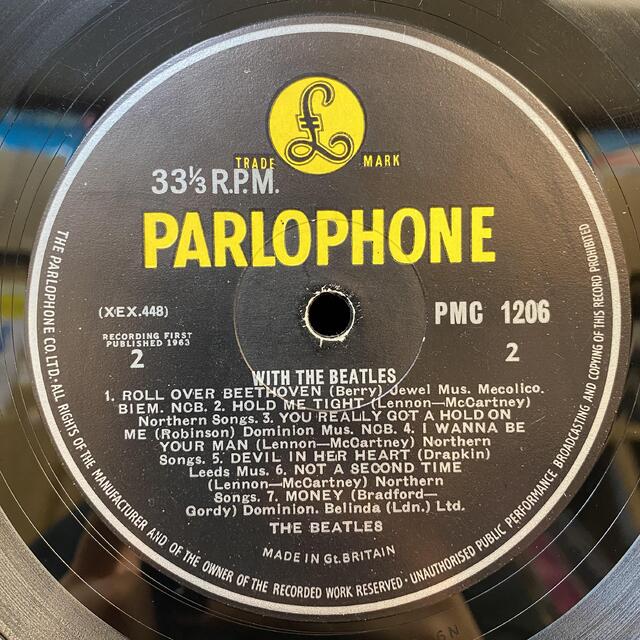 £
TRADE MARK
33⅓ R.P.M.
PARLOPHONE
(XEX.448)
PMC 1206
RECORDING FIRST
PUBLISHED 1963
2
2
WITH THE BEATLES
1. ROLL OVER BEETHOVEN (Berry) Jewel Mus. Mecolico.
BIEM. NCB. 2. HOLD ME TIGHT (Lennon—McCartney)
Northern Songs. 3. YOU REALLY GOT A HOLD ON
ME (Robinson) Dominion Mus. NCB. 4. I WANNA BE
YOUR MAN (Lennon—McCartney) Northern
Songs. 5. DEVIL IN HER HEART (Drapkin)
Leeds Mus. 6. NOT A SECOND TIME
(Lennon—McCartney) Northern
Songs. 7. MONEY (Bradford—
Gordy) Dominion. Belinda (Ldn.) Ltd.
THE BEATLES
MADE IN Gt. BRITAIN
THE PARLOPHONE CO. LTD. · ALL RIGHTS OF THE MANUFACTURER AND OF THE OWNER OF THE RECORDED WORK RESERVED · UNAUTHORISED PUBLIC PERFORMANCE BROADCASTING AND COPYING OF THIS RECORD PROHIBITED